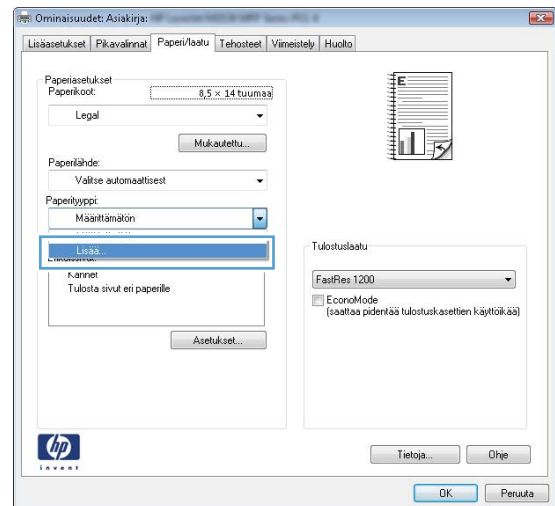 Ominaisuudet: Asiakirja:
Lisäasetukset Pikavalinnat Paperi/laatu Tehosteet Viimeistely Huolto
Paperiasetukset
Paperikoot: 8,5 × 14 tuumaa
Legal
Mukautettu...
Paperilähde:
Valitse automaattisest
Paperityyppi:
Määrittämätön
Lisää...
Kannet
Tulosta sivut eri paperille
Asetukset...
E
Tulostuslaatu
FastRes 1200
EconoMode
(saattaa pidentää tulostuskasettien käyttöikää)
hp
invent
Tietoja... Ohje
OK Peruuta